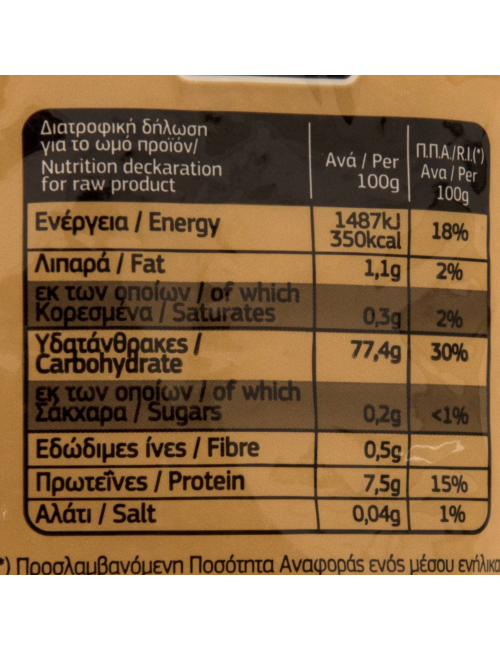 Διατροφική δήλωση
για το ωμό προϊόν/
Nutrition deckaration
for raw product
Ανά / Per
100g
Π.Π.Α./R.I.(*)
Ανα / Per
100g
Ενέργεια / Energy
1487kJ
350kcal
18%
Λιπαρά / Fat
1,1g
2%
εκ των οποίων / of which
Κορεσμένα / Saturates
0,3g
2%
Υδατάνθρακες /
Carbohydrate
77,4g
30%
εκ των οποίων / of which
Σάκχαρα / Sugars
0,2g
<1%
Εδώδιμες ίνες / Fibre
0,5g
Πρωτεΐνες / Protein
7,5g
15%
Αλάτι / Salt
0,04g
1%
*) Προσλαμβανόμενη Ποσότητα Αναφοράς ενός μέσου ενήλικα